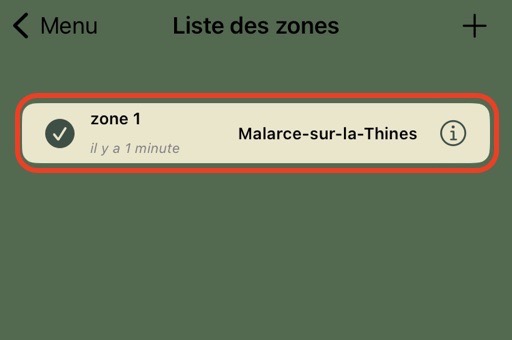 Menu
Liste des zones
zone 1
il y a 1 minute
Malarce-sur-la-Thines